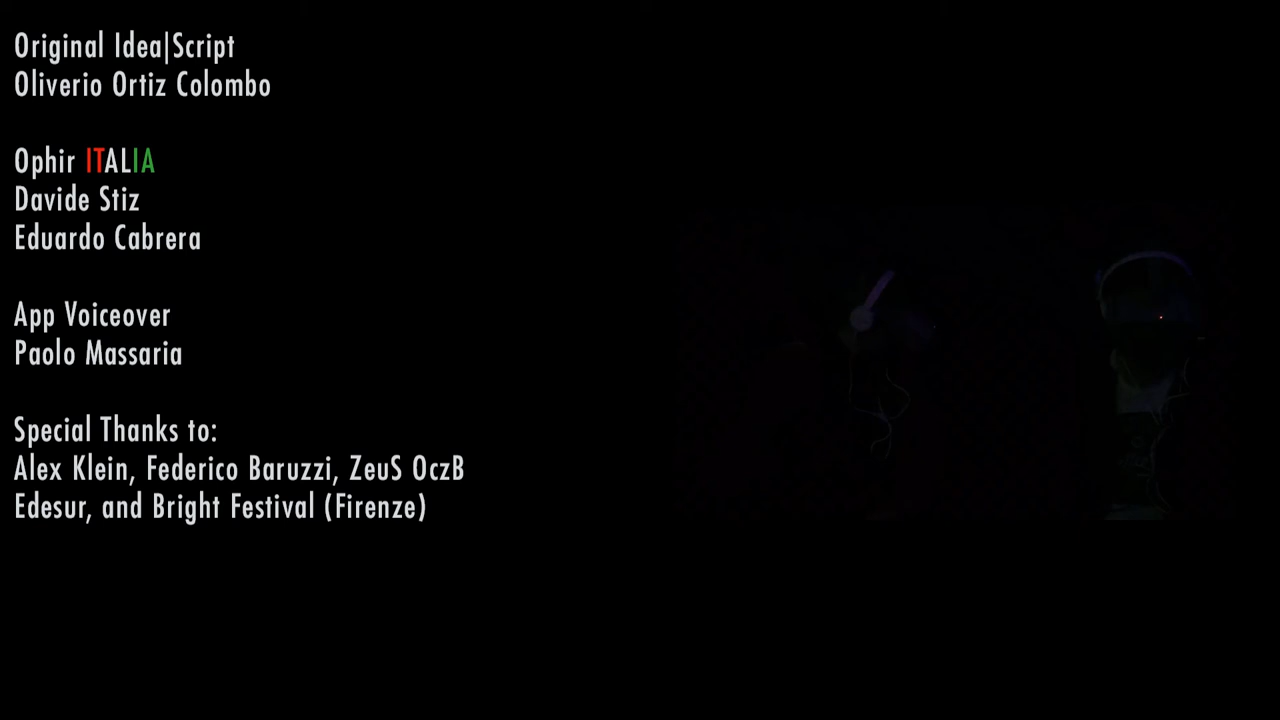 Original Idea|Script
Oliverio Ortiz Colombo
Ophir ITALIA
Davide Stiz
Eduardo Cabrera
App Voiceover
Paolo Massaria
Special Thanks to:
Alex Klein, Federico Baruzzi, ZeuS OczB
Edesur, and Bright Festival (Firenze)